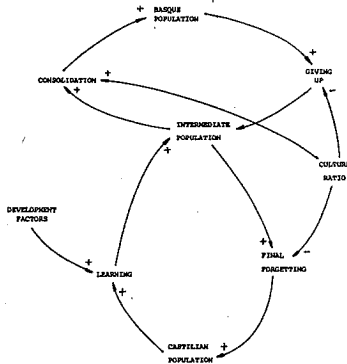 + BASQUE
POPULATION
+
GIVING
UP
−
CONSOLIDATION
+
+
INTERMEDIATE
POPULATION
+
CULTURE
RATIO
DEVELOPMENT
FACTORS
+
LEARNING
+
+
FINAL
FORGETTING
−
CASTILIAN +
POPULATION